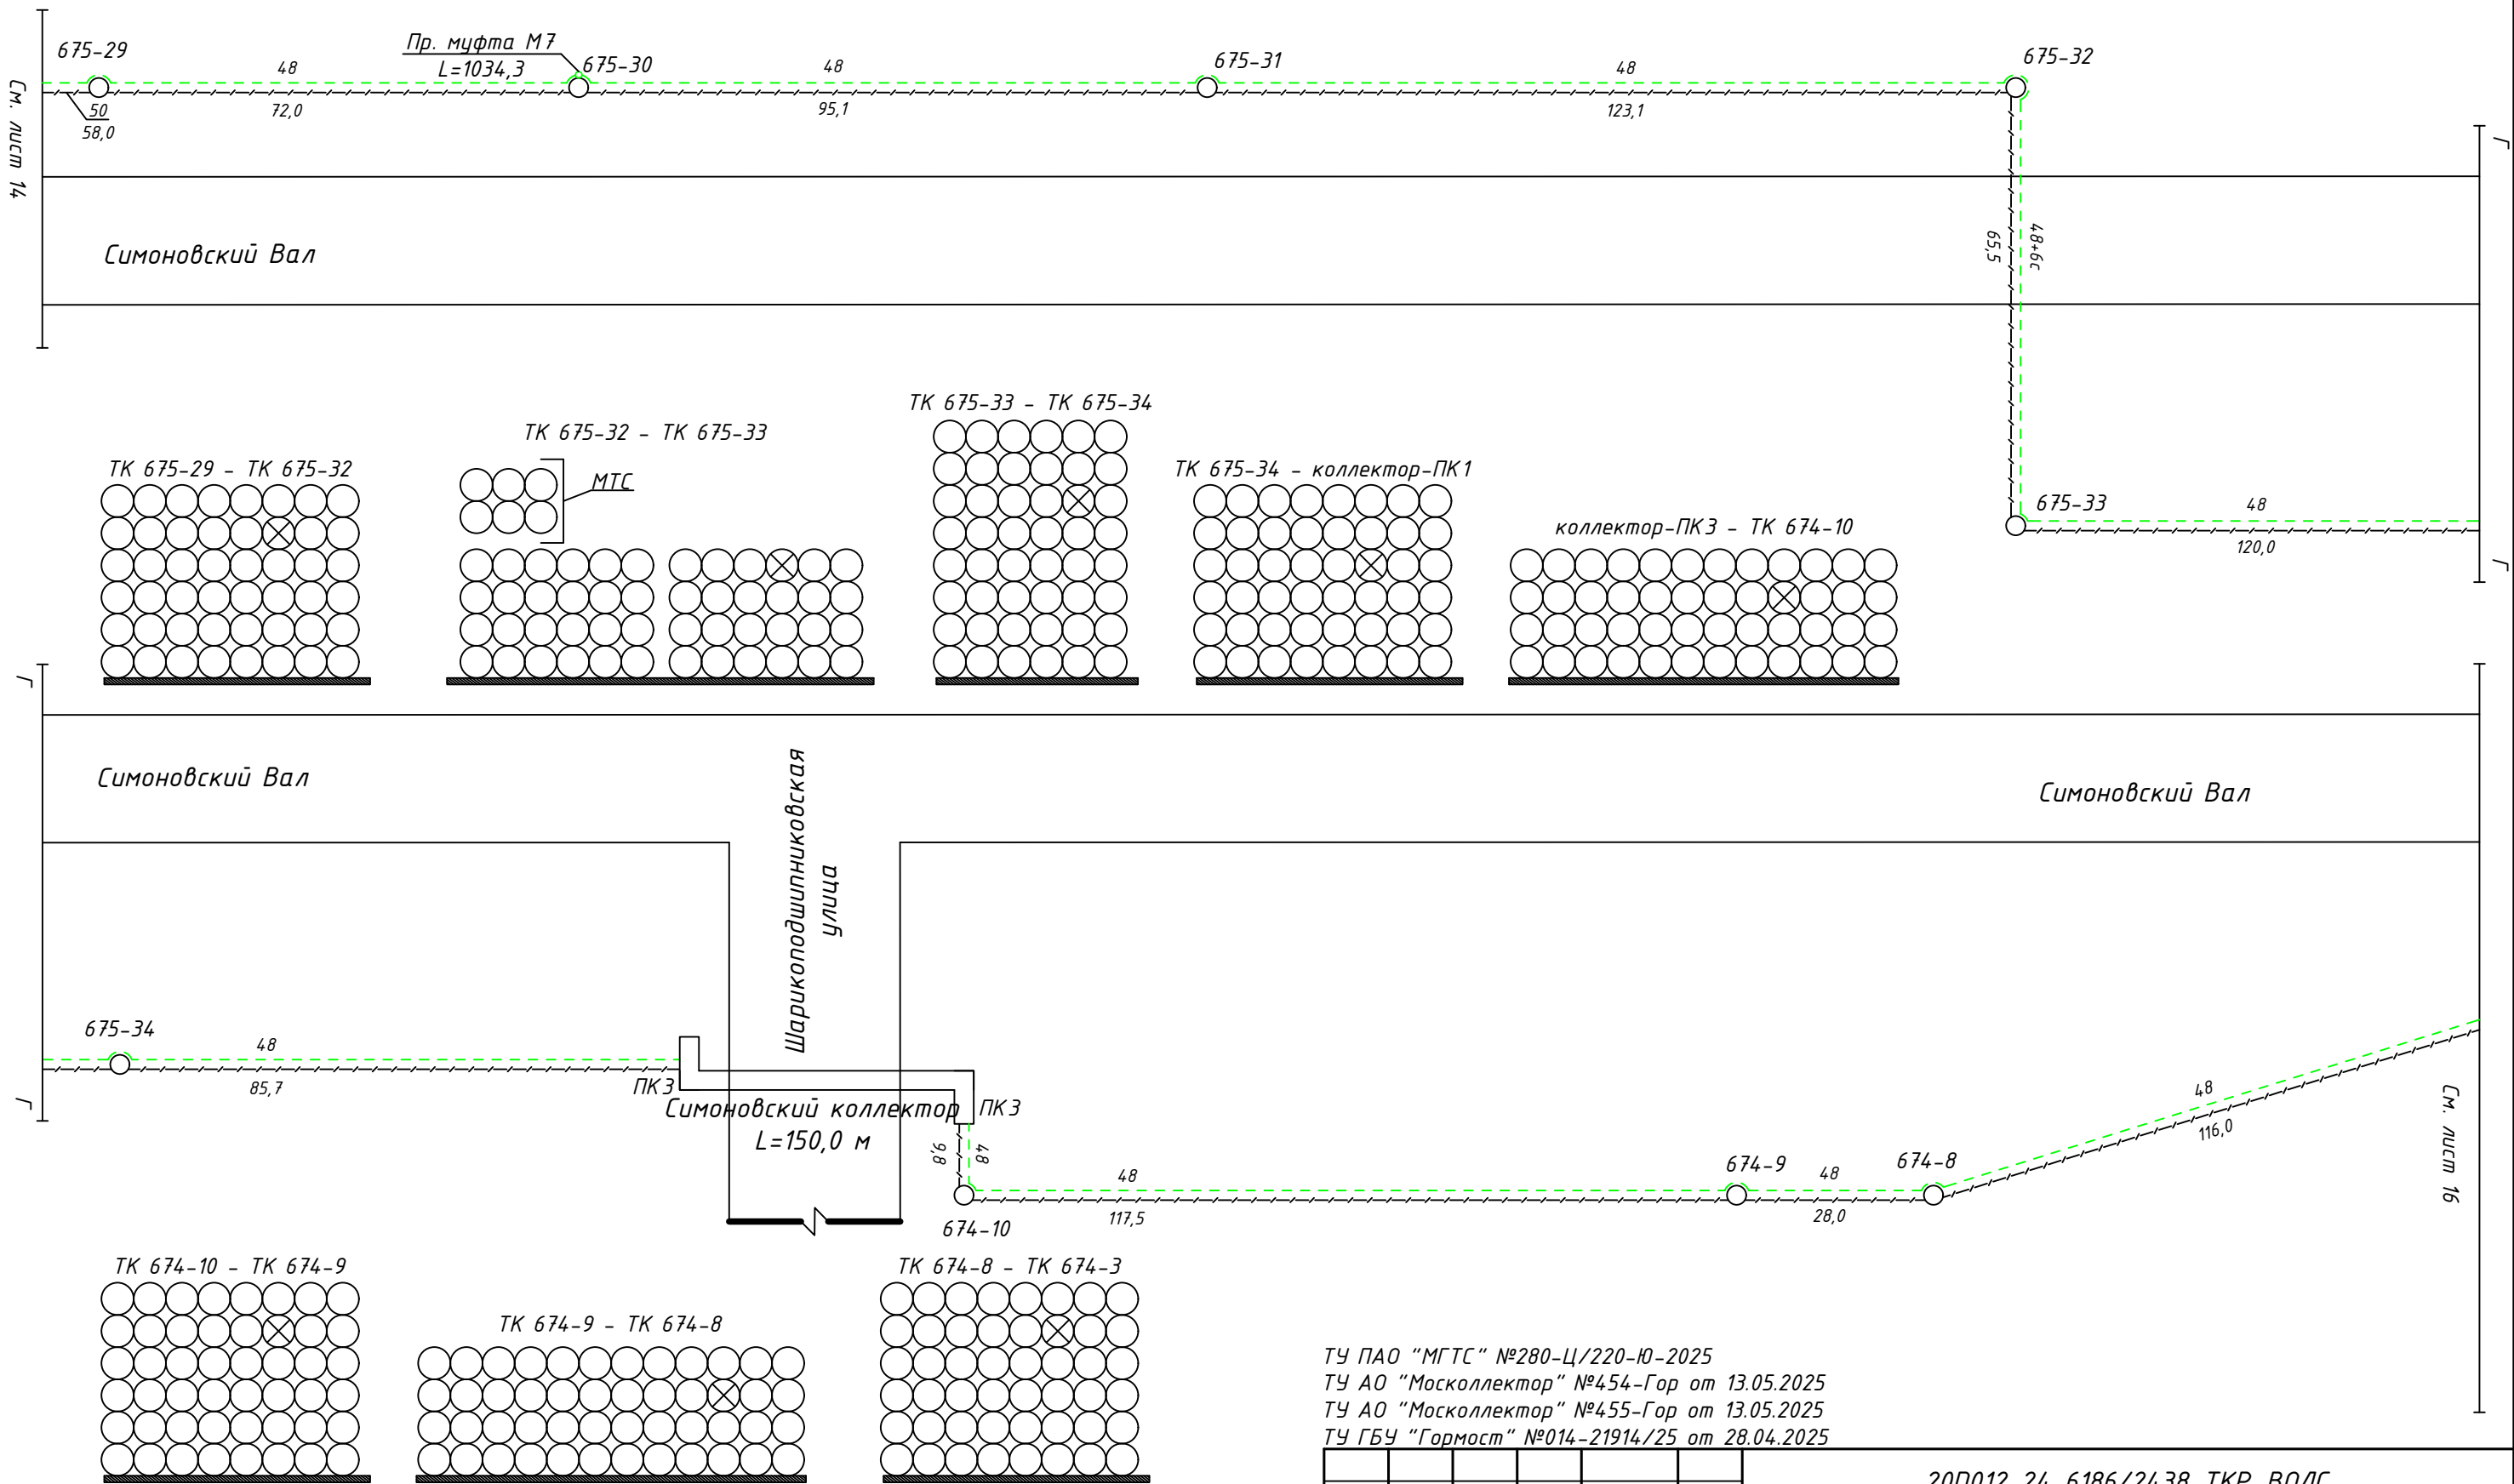 675-29
48
Пр. муфта М7
L=1034,3
675-30
48
675-31
48
675-32
50
58,0
72,0
95,1
123,1
См. лист 14
Г
Симоновский Вал
65,5
48+6с
675-33
48
120,0
Г
ТК 675-29 - ТК 675-32
ТК 675-32 - ТК 675-33
МТС
ТК 675-33 - ТК 675-34
ТК 675-34 - коллектор-ПК1
коллектор-ПК3 - ТК 674-10
Г
Симоновский Вал
Шарикоподшипниковская
улица
Симоновский Вал
675-34
48
85,7
Г
ПК3
Симоновский коллектор
L=150,0 м
ПК3
9,8
48
674-10
48
117,5
674-9
48
28,0
674-8
48
116,0
См. лист 16
ТК 674-10 - ТК 674-9
ТК 674-9 - ТК 674-8
ТК 674-8 - ТК 674-3
ТУ ПАО "МГТС" №280-Ц/220-Ю-2025
ТУ АО "Москоллектор" №454-Гор от 13.05.2025
ТУ АО "Москоллектор" №455-Гор от 13.05.2025
ТУ ГБУ "Гормост" №014-21914/25 от 28.04.2025